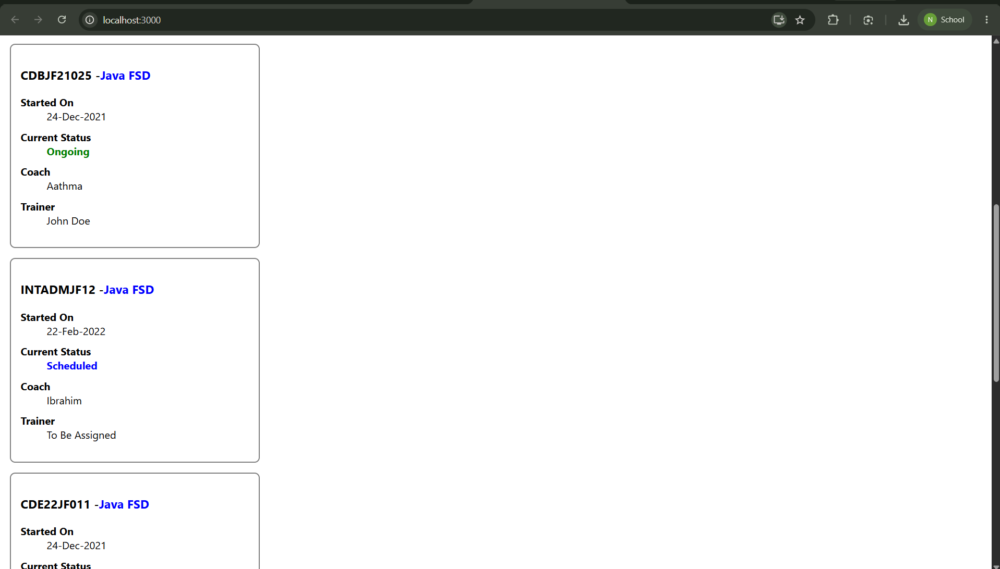 localhost:3000
N School
CDBJF21025 -Java FSD
Started On
24-Dec-2021
Current Status
Ongoing
Coach
Aathma
Trainer
John Doe
INTADMJF12 -Java FSD
Started On
22-Feb-2022
Current Status
Scheduled
Coach
Ibrahim
Trainer
To Be Assigned
CDE22JF011 -Java FSD
Started On
24-Dec-2021
Current Status